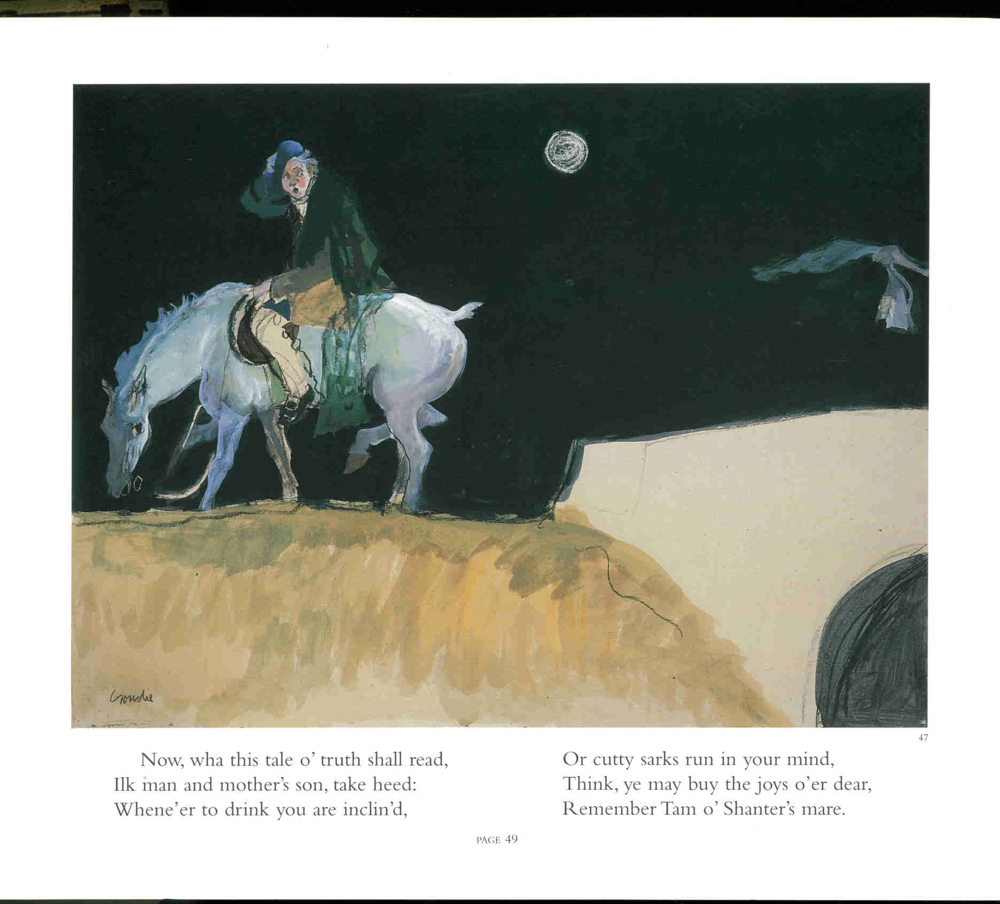 Goudie
47
Now, wha this tale o’ truth shall read,
Ilk man and mother’s son, take heed:
Whene’er to drink you are inclin’d,
Or cutty sarks run in your mind,
Think, ye may buy the joys o’er dear,
Remember Tam o’ Shanter’s mare.
PAGE 49